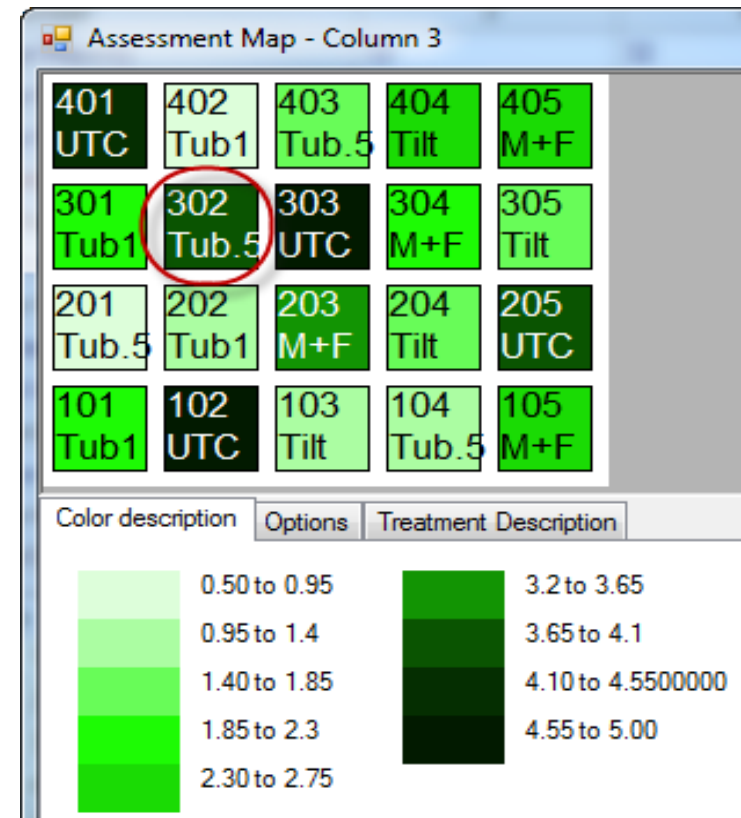 Assessment Map - Column 3
401 402 403 404 405
UTC Tub1 Tub.5 Tilt M+F
301 302 303 304 305
Tub1 Tub.5 UTC M+F Tilt
201 202 203 204 205
Tub.5 Tub1 M+F Tilt UTC
101 102 103 104 105
Tub1 UTC Tilt Tub.5 M+F
Color description Options Treatment Description
0.50 to 0.95 3.2 to 3.65
0.95 to 1.4 3.65 to 4.1
1.40 to 1.85 4.10 to 4.5500000
1.85 to 2.3 4.55 to 5.00
2.30 to 2.75